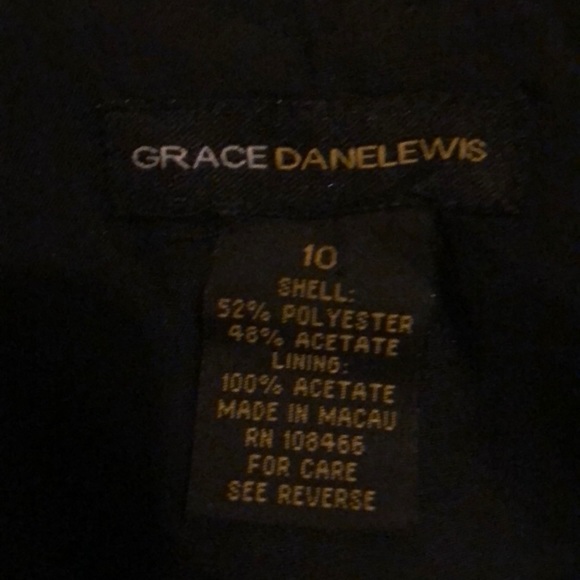 GRACE DANELEWIS
10
SHELL:
52% POLYESTER
48% ACETATE
LINING:
100% ACETATE
MADE IN MACAU
RN 108466
FOR CARE
SEE REVERSE